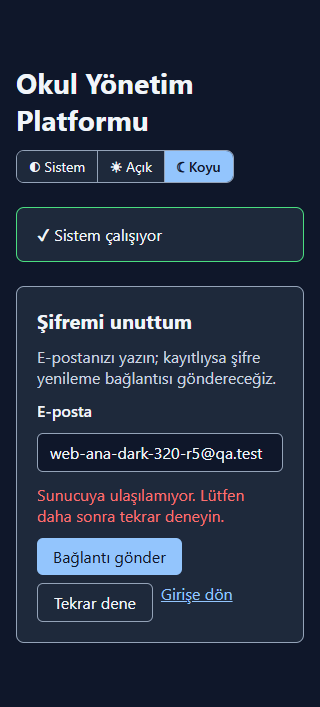 Okul Yönetim
Platformu
◐ Sistem ☀ Açık ☾ Koyu
✓ Sistem çalışıyor
Şifremi unuttum
E-postanızı yazın; kayıtlıysa şifre
yenileme bağlantısı göndereceğiz.
E-posta
web-ana-dark-320-r5@qa.test
Sunucuya ulaşılamıyor. Lütfen
daha sonra tekrar deneyin.
Bağlantı gönder
Tekrar dene Girişe dön